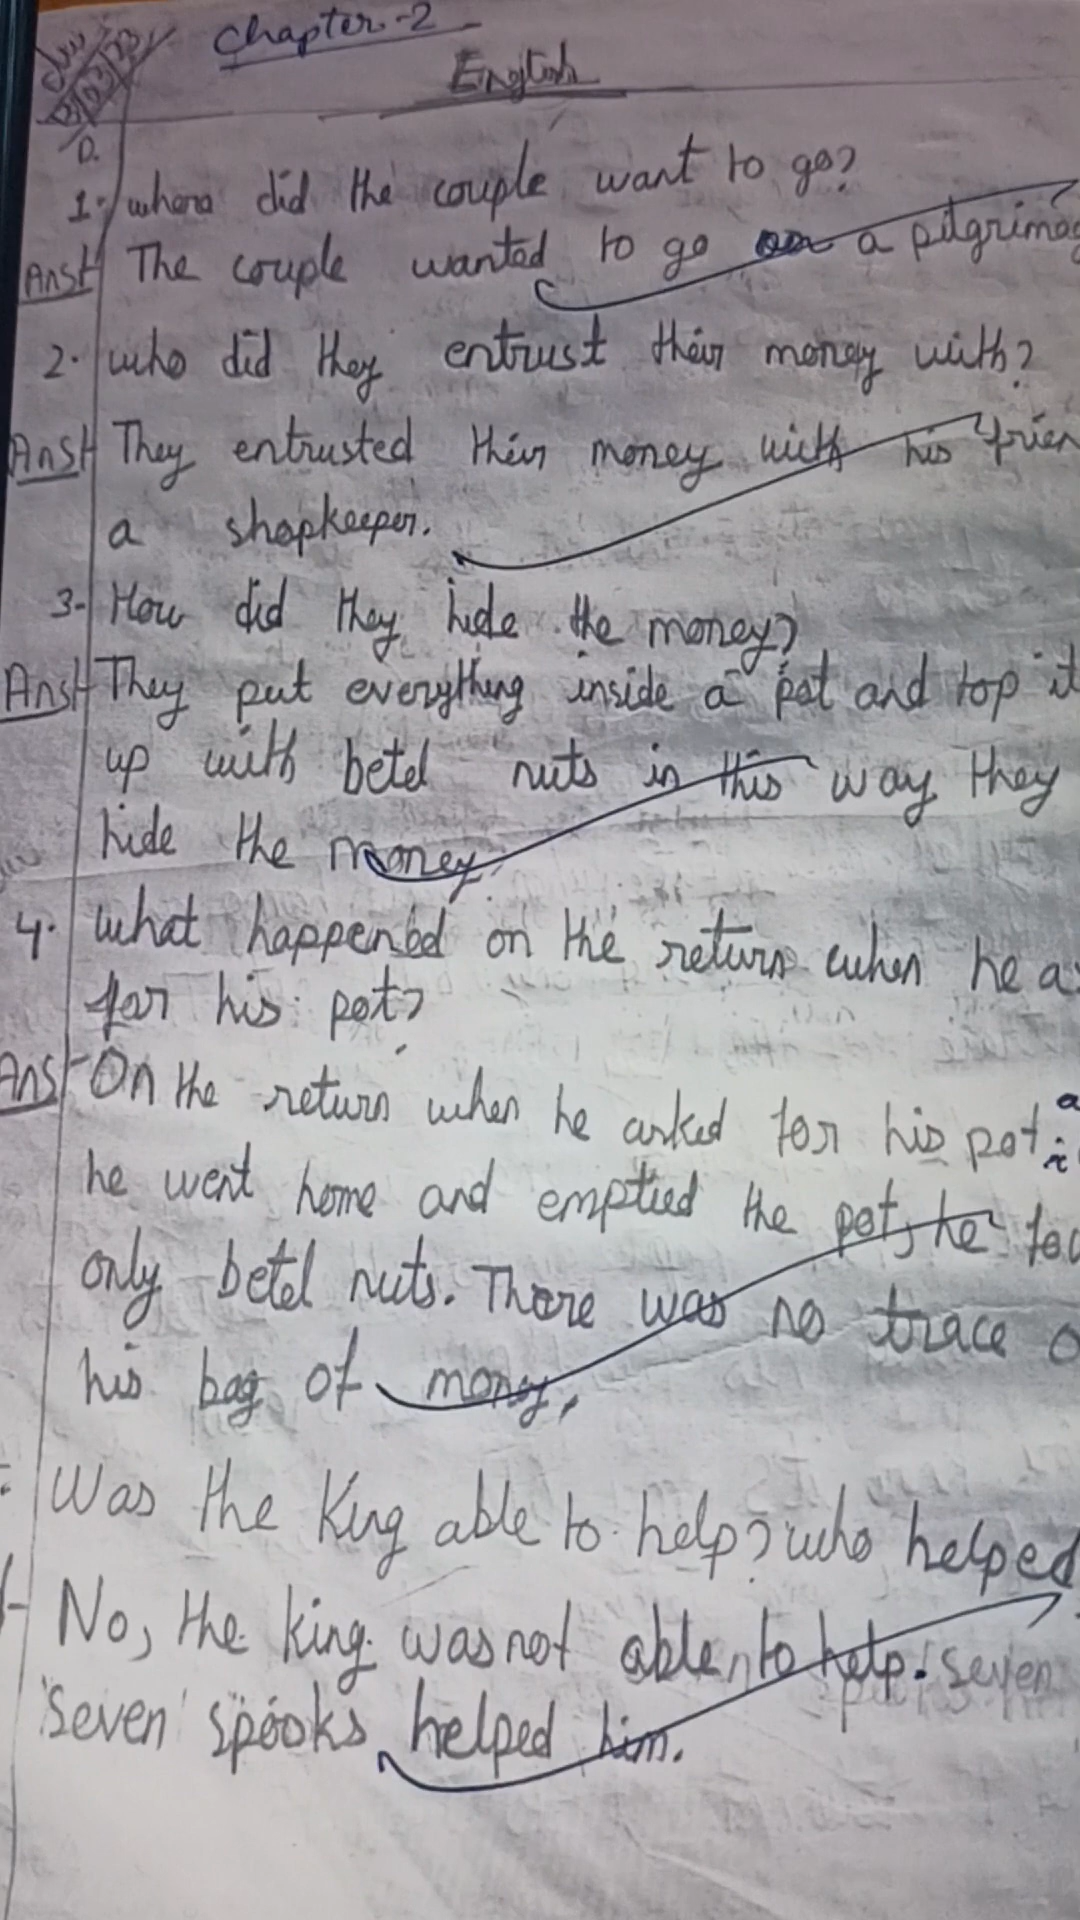 Chapter-2
English
D.
1. where did the couple want to go?
Ans:- The couple wanted to go on a pilgrimag
2. who did they entrust their money with?
Ans:- They entrusted their money with his frien
a shopkeeper.
3- How did they hide the money?
Ans:- They put everything inside a pot and top it
up with betel nuts in this way they
hide the money.
4. What happened on the return when he a
for his pot?
Ans:- On the return when he asked for his pot
he went home and emptied the pot, he fou
only betel nuts. There was no trace o
his bag of money.
Was the King able to help? who helped
No, the king was not able to help. seven
'seven' spooks helped him.